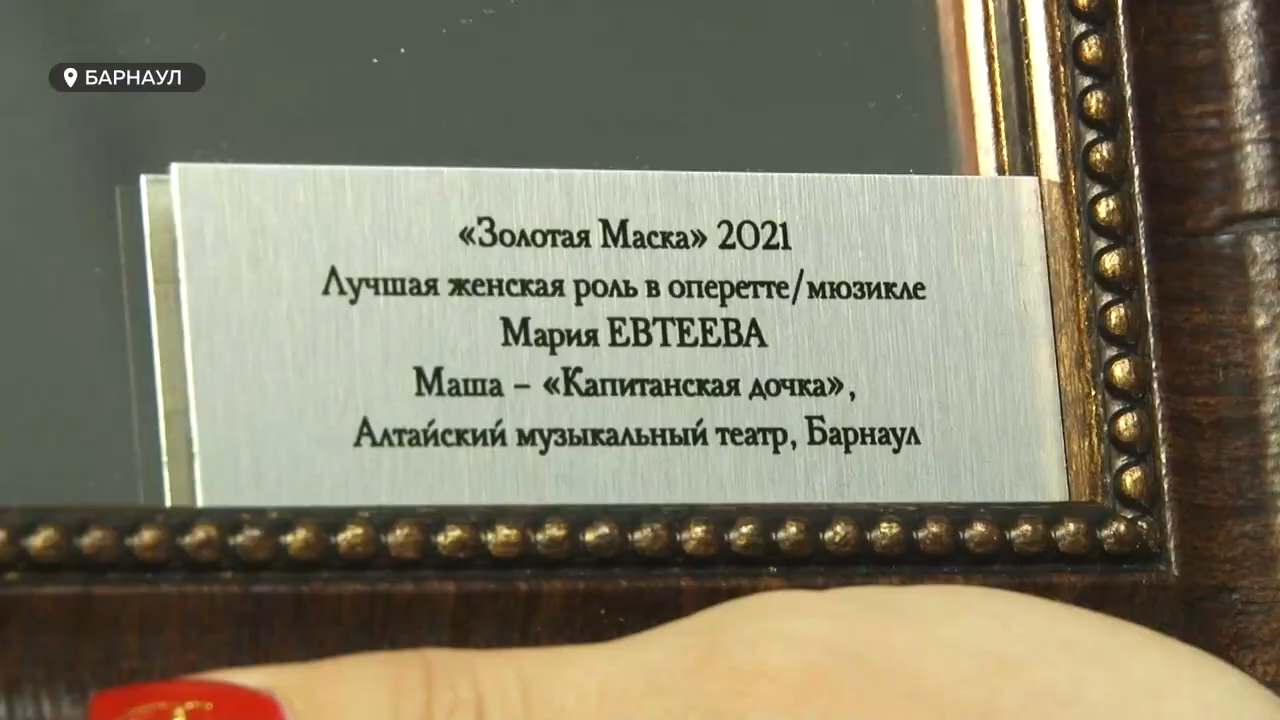 БАРНАУЛ
«Золотая Маска» 2021
Лучшая женская роль в оперетте/мюзикле
Мария ЕВТЕЕВА
Маша – «Капитанская дочка»,
Алтайский музыкальный театр, Барнаул